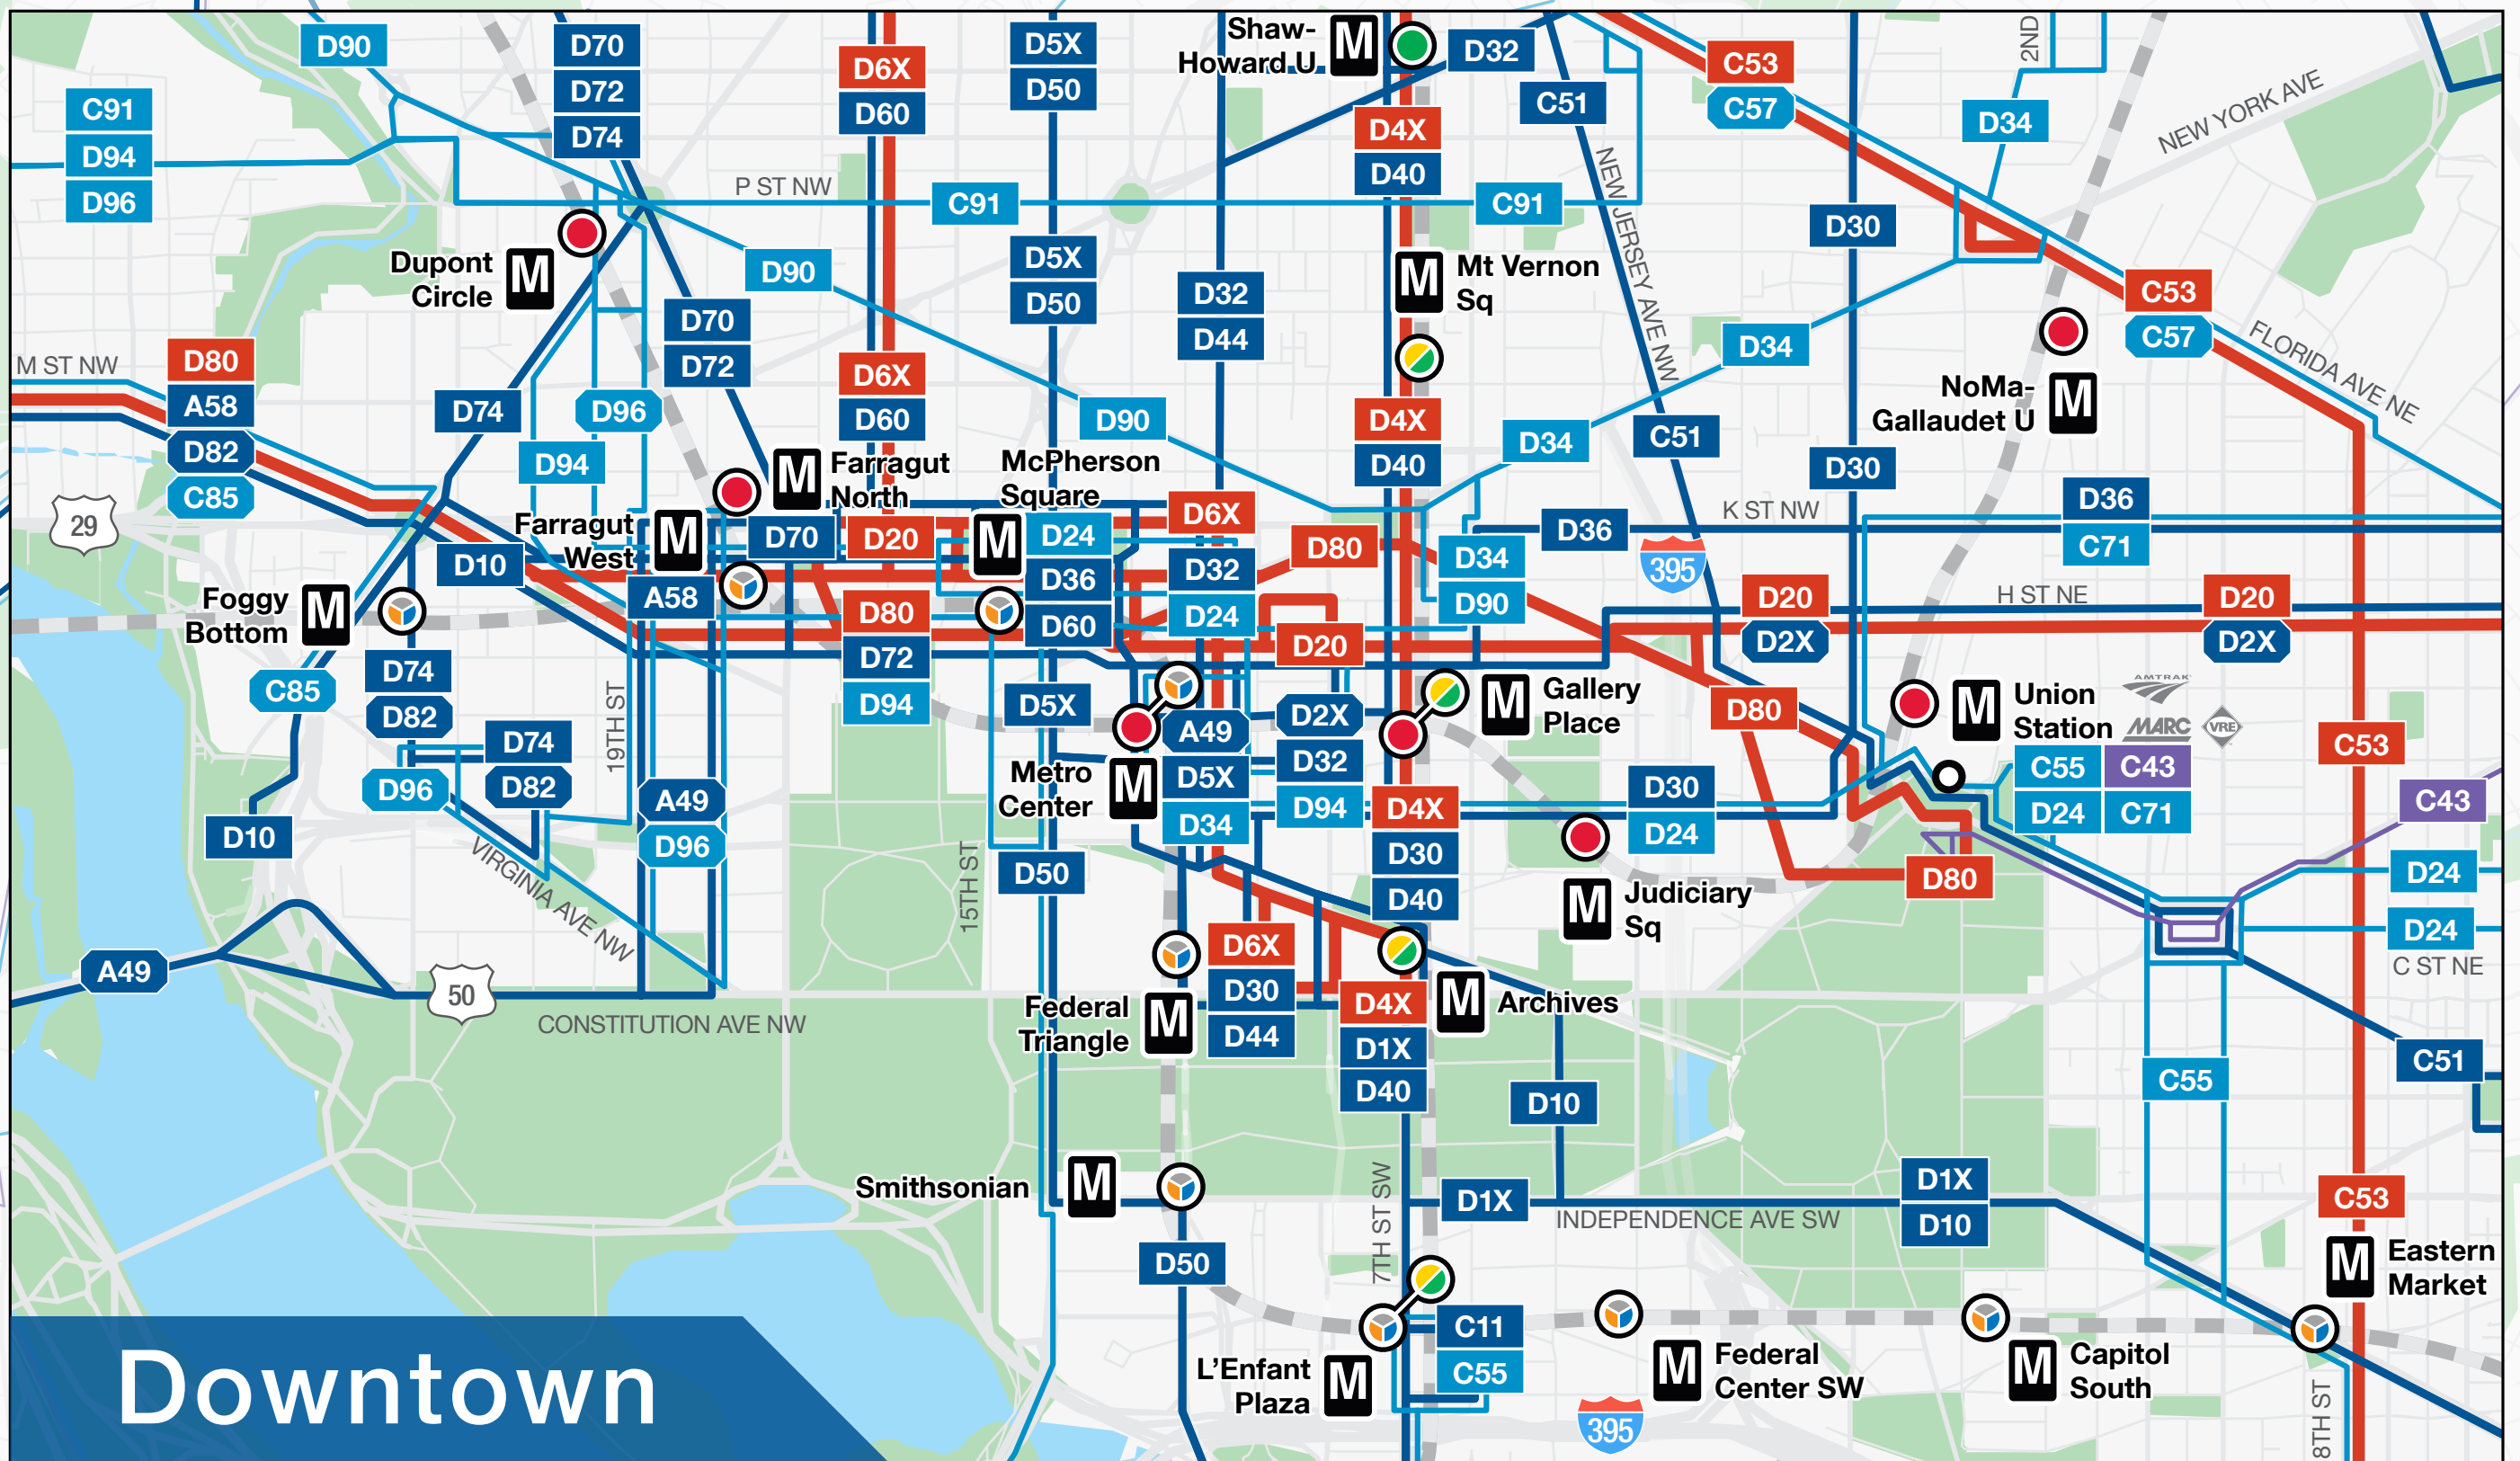 D90
D70
D72
D74
D6X
D60
D5X
D50
Shaw-
Howard U
M
D32
C53
C57
2ND
D34
NEW YORK AVE
C91
D94
D96
C51
D4X
D40
P ST NW
C91
C91
NEW JERSEY AVE NW
D30
Dupont
Circle
M
D90
D5X
D50
D32
D44
M
Mt Vernon
Sq
C53
C57
FLORIDA AVE NE
M ST NW
D80
A58
D82
C85
D70
D72
D74
D96
D94
D6X
D60
D90
D4X
D40
D34
D34
C51
D30
NoMa-
Gallaudet U
M
29
Farragut
North
M
McPherson
Square
M
Farragut
West
M
D70
D20
D24
D36
D60
D6X
D32
D24
D80
D34
D90
D36
K ST NW
D36
C71
395
D10
A58
Foggy
Bottom
M
D80
D72
D94
D20
D20
D2X
H ST NE
D20
D2X
C85
D74
D82
D74
D82
D96
19TH ST
D5X
A49
D5X
D34
D2X
D32
D94
M
Gallery
Place
D80
M
Union
Station
AMTRAK
MARC
VRE
C55
C43
D24
C71
C53
C43
D10
A49
D96
VIRGINIA AVE NW
15TH ST
D50
Metro
Center
M
D4X
D30
D40
D30
D24
M
Judiciary
Sq
D80
D24
D24
C ST NE
A49
50
CONSTITUTION AVE NW
Federal
Triangle
M
D6X
D30
D44
D4X
D1X
D40
M
Archives
D10
C55
C51
Smithsonian
M
D50
7TH ST SW
D1X
INDEPENDENCE AVE SW
D1X
D10
C53
M
Eastern
Market
L'Enfant
Plaza
M
C11
C55
395
M
Federal
Center SW
M
Capitol
South
8TH ST
Downtown